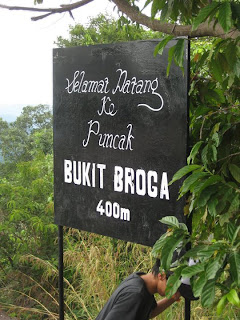 Selamat Datang
Ke
Puncak
BUKIT BROGA
400m